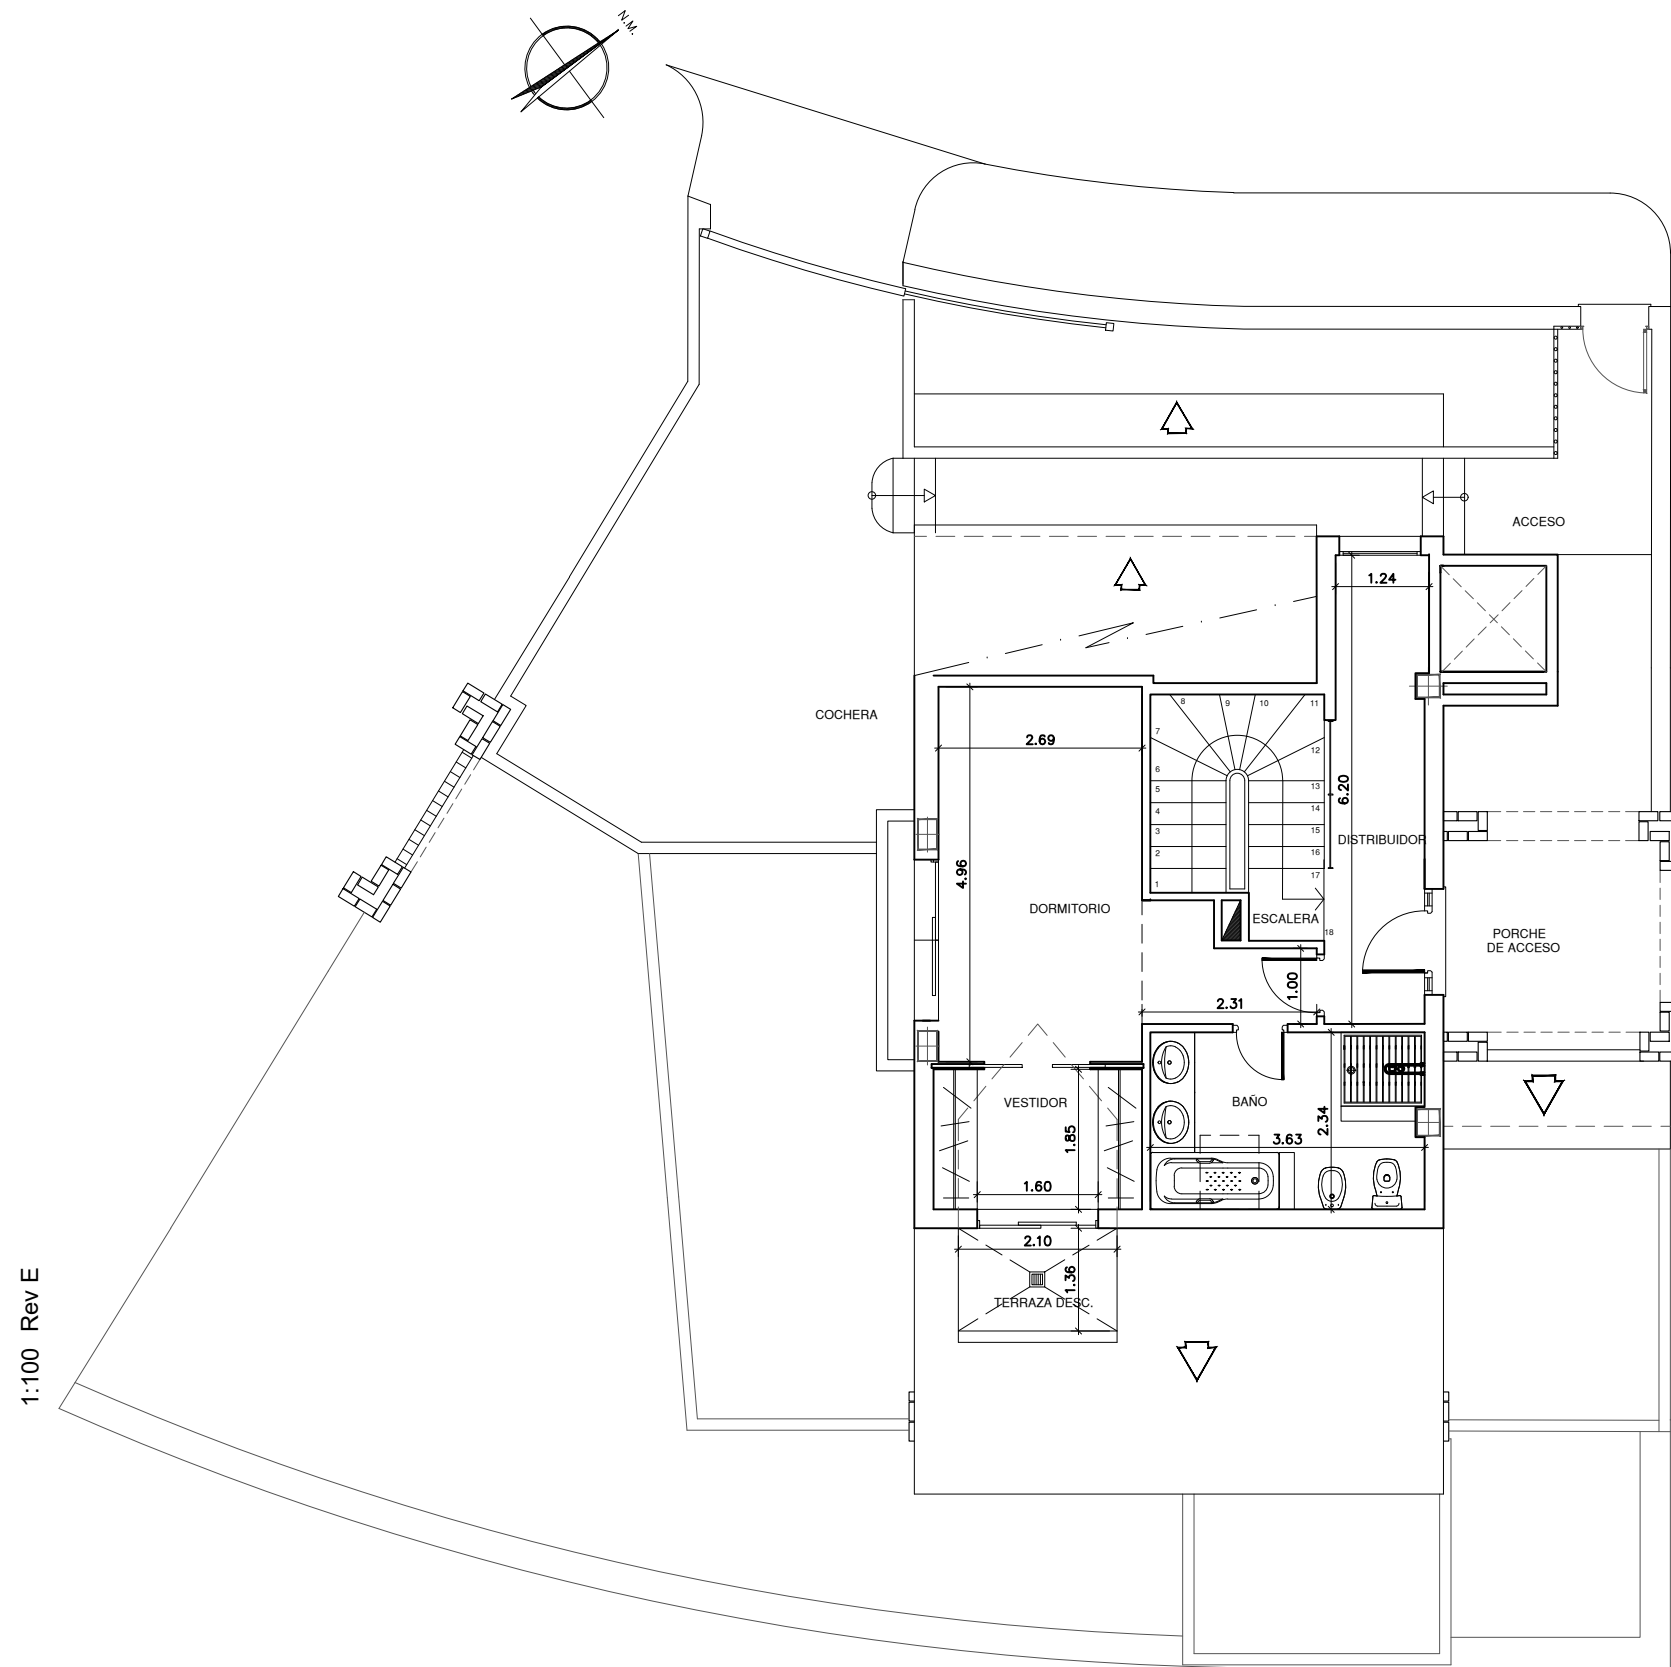 N.M.
ACCESO
1.24
COCHERA
8
9
10
11
7
12
2.69
6
13
5
14
4
15
3
16
2
17
1
6.20
DISTRIBUIDOR
4.96
DORMITORIO
ESCALERA
18
PORCHE
DE ACCESO
1.00
2.31
VESTIDOR
BAÑO
2.34
1.85
3.63
1.60
2.10
1.36
TERRAZA DESC.
1:100 Rev E